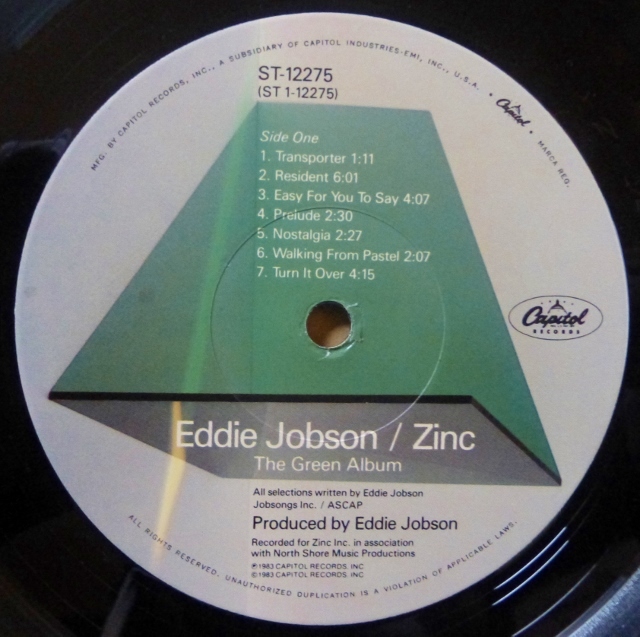 MFG. BY CAPITOL RECORDS, INC., A SUBSIDIARY OF CAPITOL INDUSTRIES-EMI, INC., U.S.A. • Capitol • MARCA REG.
ST-12275
(ST 1-12275)
Side One
1. Transporter 1:11
2. Resident 6:01
3. Easy For You To Say 4:07
4. Prelude 2:30
5. Nostalgia 2:27
6. Walking From Pastel 2:07
7. Turn It Over 4:15
Capitol
RECORDS
Eddie Jobson / Zinc
The Green Album
All selections written by Eddie Jobson
Jobsongs Inc. / ASCAP
Produced by Eddie Jobson
Recorded for Zinc Inc. in association
with North Shore Music Productions
℗1983 CAPITOL RECORDS, INC
©1983 CAPITOL RECORDS, INC
ALL RIGHTS RESERVED. UNAUTHORIZED DUPLICATION IS A VIOLATION OF APPLICABLE LAWS.